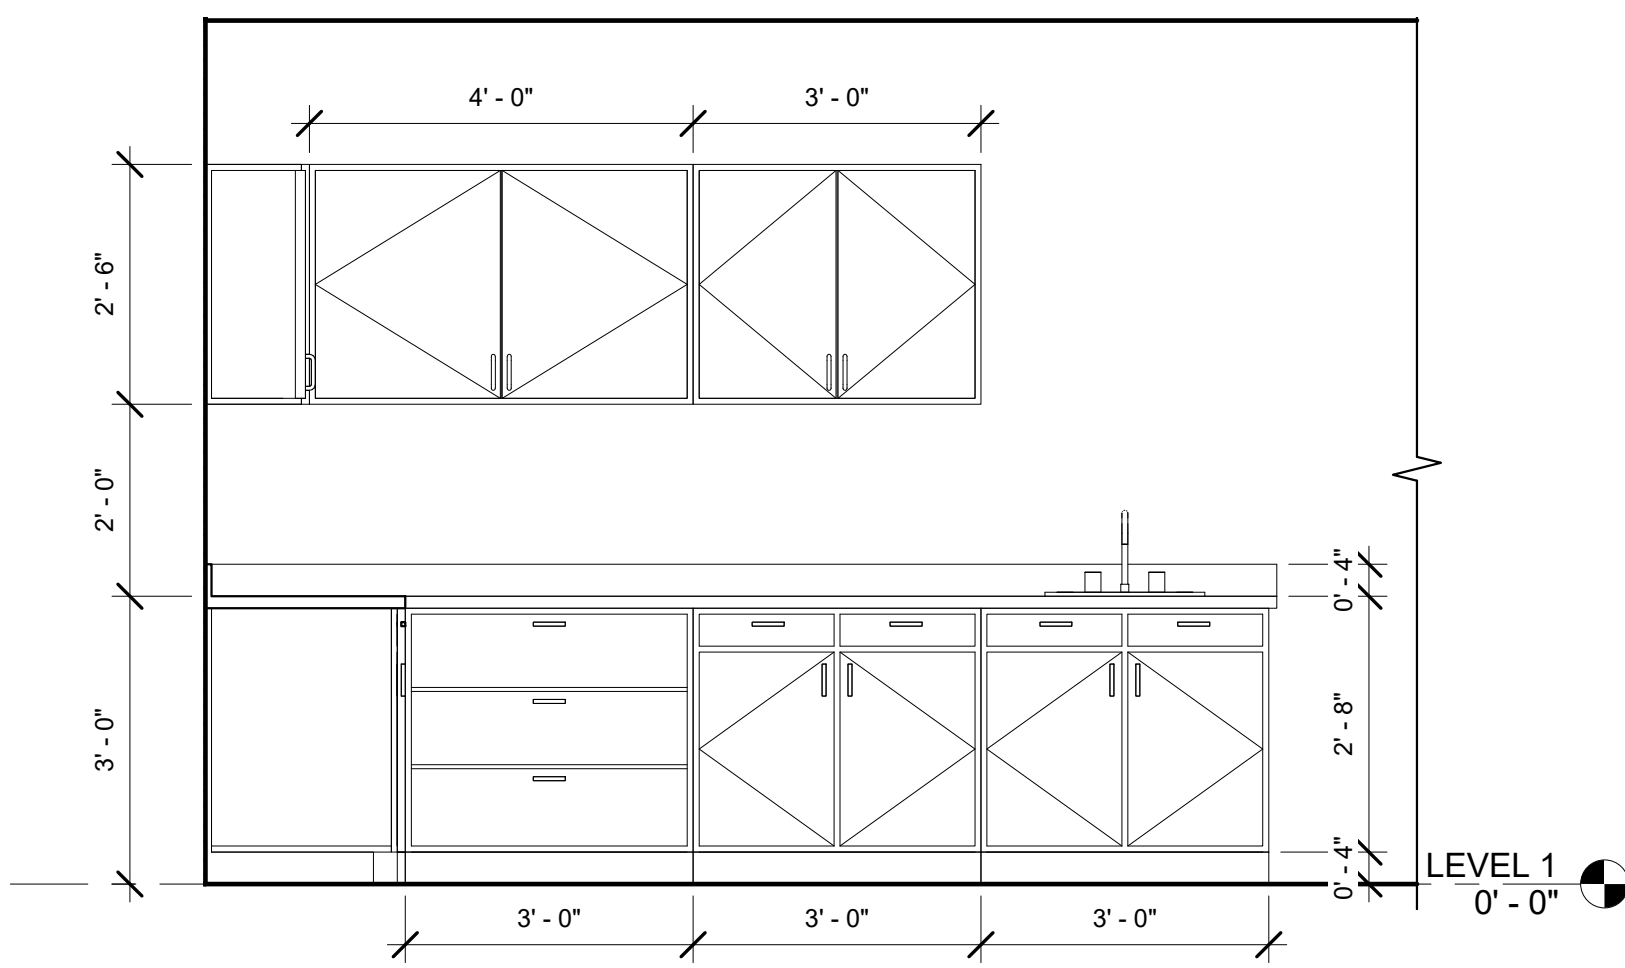 4' - 0"
3' - 0"
2' - 6"
2' - 0"
3' - 0"
0' - 4"
2' - 8"
0' - 4"
LEVEL 1
0' - 0"
3' - 0"
3' - 0"
3' - 0"